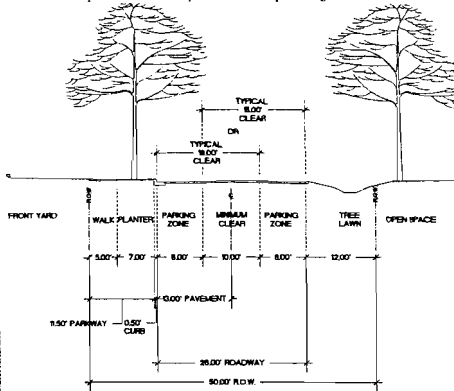 TYPICAL
18.00'
CLEAR
OR
TYPICAL
18.00'
CLEAR
R.O.W.
R.O.W.
FRONT YARD
WALK
PLANTER
PARKING
ZONE
MINIMUM
CLEAR
PARKING
ZONE
TREE
LAWN
OPEN SPACE
5.00'
7.00'
8.00'
10.00'
8.00'
12.00'
13.00' PAVEMENT
11.50' PARKWAY
0.50'
CURB
26.00' ROADWAY
50.00' R.O.W.